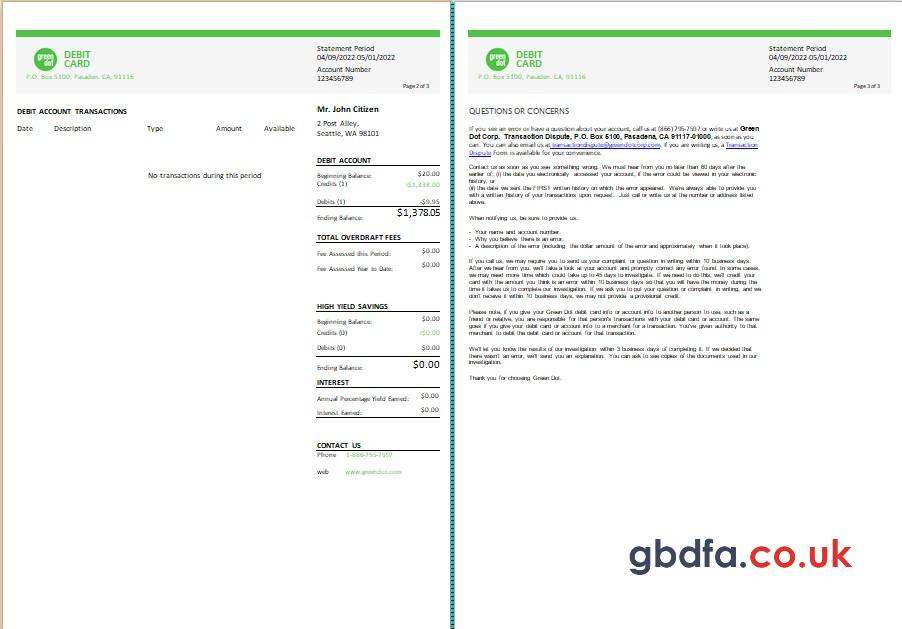 green
dot
DEBIT
CARD
P.O. Box 5100, Pasaden. CA, 91116
Statement Period
04/09/2022-05/01/2022
Account Number
123456789
Page 2 of 3
DEBIT ACCOUNT TRANSACTIONS
Date Description Type Amount Available
No transactions during this period
Mr. John Citizen
2 Post Alley,
Seattle, WA 98101
DEBIT ACCOUNT
Beginning Balance: $20.00
Credits (1) +$1,338.00
Debits (1) -$9.95
Ending Balance: $1,378.05
TOTAL OVERDRAFT FEES
Fee Assessed this Period: $0.00
Fee Assessed Year to Date: $0.00
HIGH YIELD SAVINGS
Beginning Balance: $0.00
Credits (0) +$0.00
Debits (0) $0.00
Ending Balance: $0.00
INTEREST
Annual Percentage Yield Earned: $0.00
Interest Earned: $0.00
CONTACT US
Phone 1-886-755-7557
web www.greendot.com
green
dot
DEBIT
CARD
P.O. Box 5100, Pasaden. CA, 91116
Statement Period
04/09/2022-05/01/2022
Account Number
123456789
Page 3 of 3
QUESTIONS OR CONCERNS
If you see an error or have a question about your account, call us at (866) 795-7597 or write us at Green
Dot Corp. Transaction Dispute, P.O. Box 5100, Pasadena, CA 91117-01000, as soon as you
can. You can also email us at transactiondispute@greendotcorp.com. If you are writing us, a Transaction
Dispute Form is available for your convenience.
Contact us as soon as you see something wrong. We must hear from you no later than 60 days after the
earlier of: (i) the date you electronically accessed your account, if the error could be viewed in your electronic
history, or
(ii) the date we sent the FIRST written history on which the error appeared. We're always able to provide you
with a written history of your transactions upon request. Just call or write us at the number or address listed
above.
When notifying us, be sure to provide us:
- Your name and account number.
- Why you believe there is an error.
- A description of the error (including the dollar amount of the error and approximately when it took place).
If you call us, we may require you to send us your complaint or question in writing within 10 business days.
After we hear from you, we'll take a look at your account and promptly correct any error found. In some cases,
we may need more time which could take up to 45 days to investigate. If we need to do this, we'll credit your
card with the amount you think is an error within 10 business days so that you will have the money during the
time it takes us to complete our investigation. If we ask you to put your question or complaint in writing, and we
don't receive it within 10 business days, we may not provide a provisional credit.
Please note, if you give your Green Dot debit card info or account info to another person to use, such as a
friend or relative, you are responsible for that person's transactions with your debit card or account. The same
goes if you give your debit card or account info to a merchant for a transaction. You've given authority to that
merchant to debit the debit card or account for that transaction.
We'll let you know the results of our investigation within 3 business days of completing it. If we decided that
there wasn't an error, we'll send you an explanation. You can ask to see copies of the documents used in our
investigation.
Thank you for choosing Green Dot.
gbdfa.co.uk